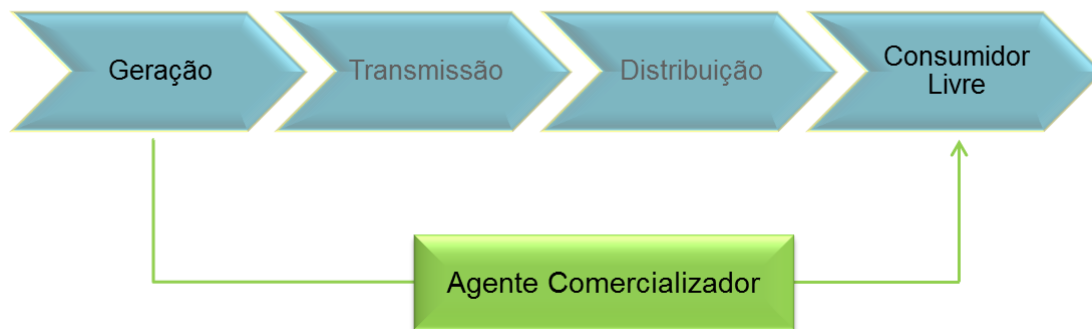 Geração
Transmissão
Distribuição
Consumidor
Livre
Agente Comercializador